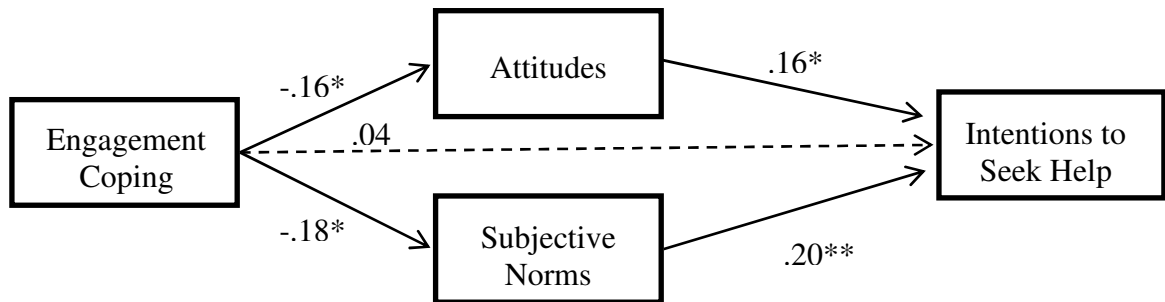 Attitudes
-.16*
.16*
Engagement
Coping
.04
Intentions to
Seek Help
-.18*
Subjective
Norms
.20**